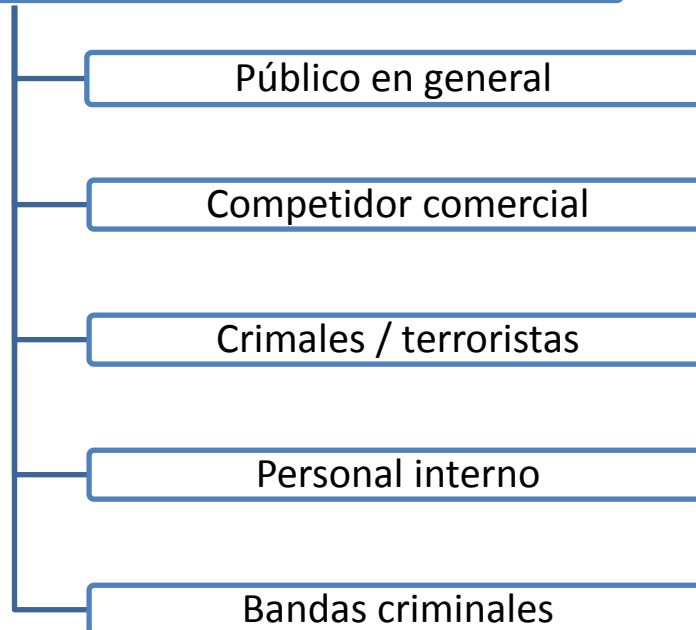 Público en general
Competidor comercial
Crimales / terroristas
Personal interno
Bandas criminales